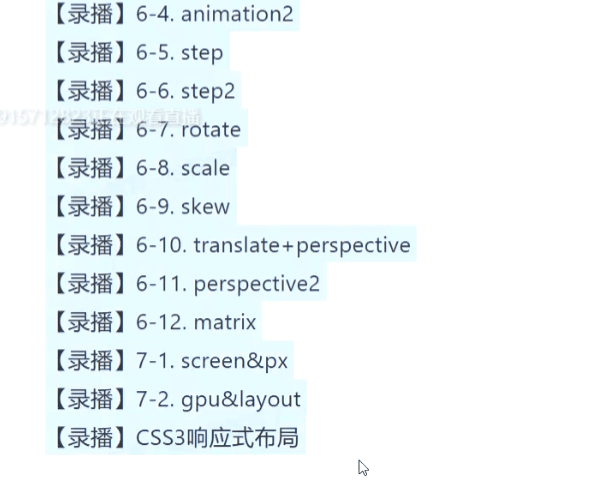 【录播】6-4. animation2
【录播】6-5. step
【录播】6-6. step2
【录播】6-7. rotate
【录播】6-8. scale
【录播】6-9. skew
【录播】6-10. translate+perspective
【录播】6-11. perspective2
【录播】6-12. matrix
【录播】7-1. screen&px
【录播】7-2. gpu&layout
【录播】CSS3响应式布局